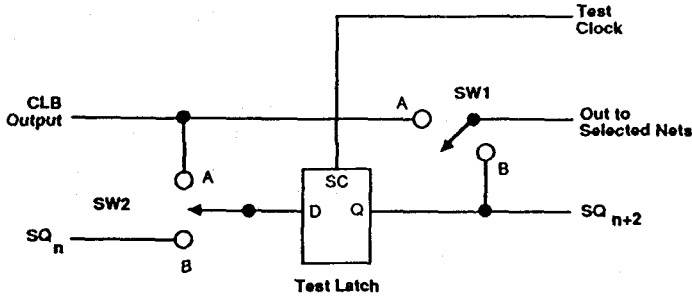 Test
Clock
CLB
Output
A
SW1
Out to
Selected Nets
B
A
SW2
SC
D
Q
SQ n
SQ n+2
B
Test Latch